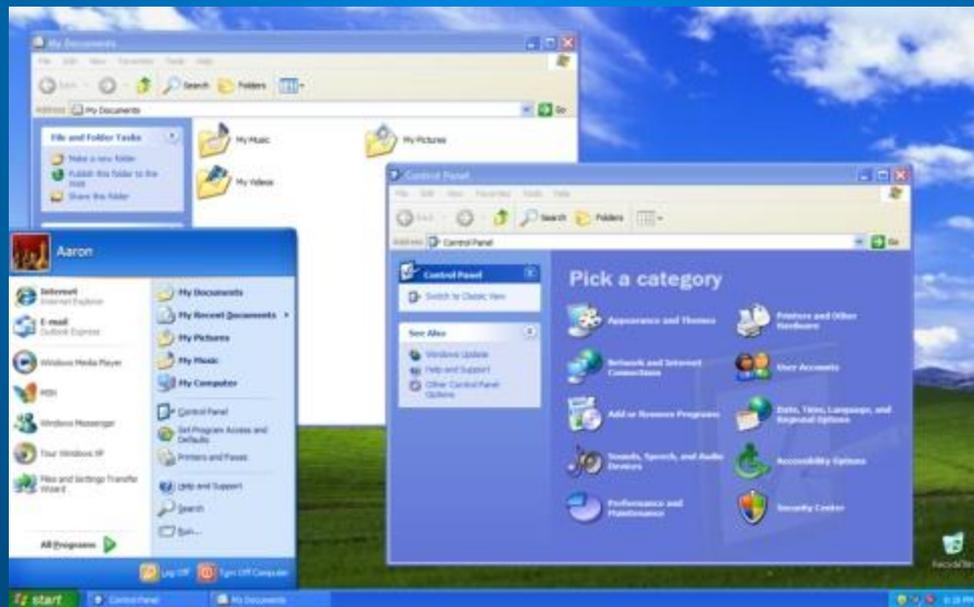 My Documents
File Edit View Favorites Tools Help
Back Search Folders
Address My Documents Go
File and Folder Tasks
Make a new folder
Publish this folder to the
Web
Share this folder
My Music
My Pictures
My Videos
Control Panel
File Edit View Favorites Tools Help
Search Folders
Address Control Panel Go
Control Panel
Switch to Classic View
See Also
Windows Update
Help and Support
Other Control Panel
Options
Pick a category
Appearance and Themes
Printers and Other
Hardware
Network and Internet
Connections
User Accounts
Add or Remove Programs
Date, Time, Language, and
Regional Options
Sounds, Speech, and Audio
Devices
Accessibility Options
Performance and
Maintenance
Security Center
Aaron
Internet
Internet Explorer
E-mail
Outlook Express
Windows Media Player
MSN
Windows Messenger
Tour Windows XP
Files and Settings Transfer
Wizard
All Programs
My Documents
My Recent Documents
My Pictures
My Music
My Computer
Control Panel
Set Program Access and
Defaults
Printers and Faxes
Help and Support
Search
Run...
Log Off Turn Off Computer
Recycle Bin
start Control Panel My Documents